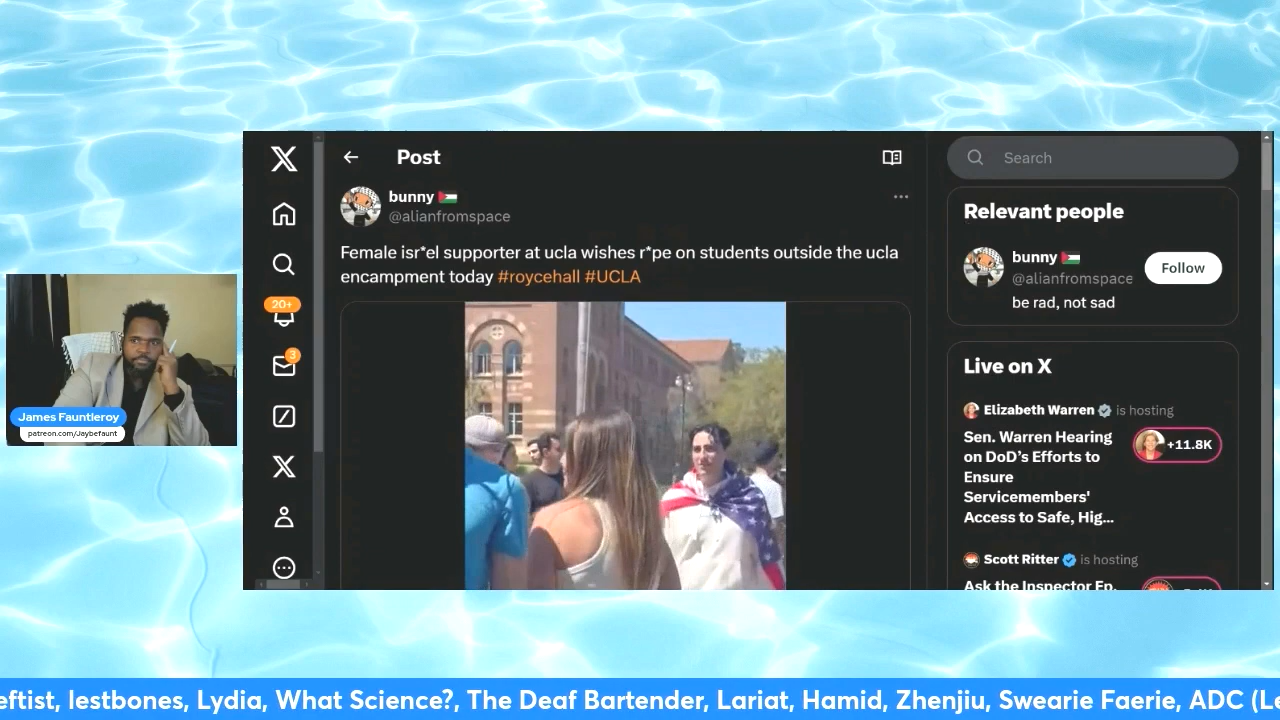 Post
bunny
@alianfromspace
Female isr*el supporter at ucla wishes r*pe on students outside the ucla
encampment today #roycehall #UCLA
20+
3
Search
Relevant people
bunny
@alianfromspace
Follow
be rad, not sad
Live on X
Elizabeth Warren is hosting
Sen. Warren Hearing
on DoD’s Efforts to
Ensure
Servicemembers'
Access to Safe, Hig...
+11.8K
Scott Ritter is hosting
Ask the Inspector Ep.
James Fauntleroy
patreon.com/Jaybefaunt
eftist, lestbones, Lydia, What Science?, The Deaf Bartender, Lariat, Hamid, Zhenjiu, Swearie Faerie, ADC (Le